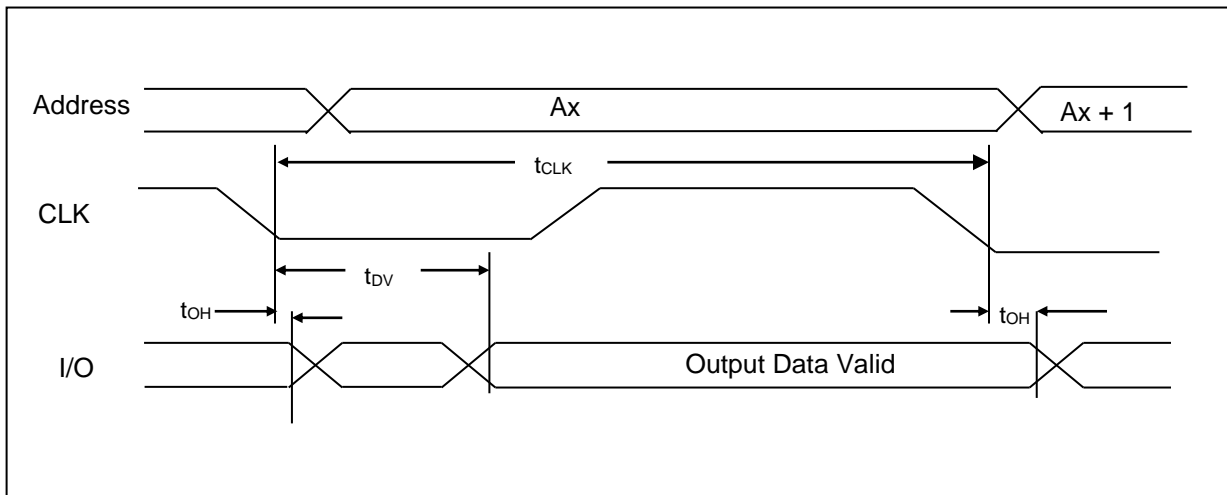 Address
Ax
Ax + 1
tCLK
CLK
tDV
tOH
tOH
I/O
Output Data Valid